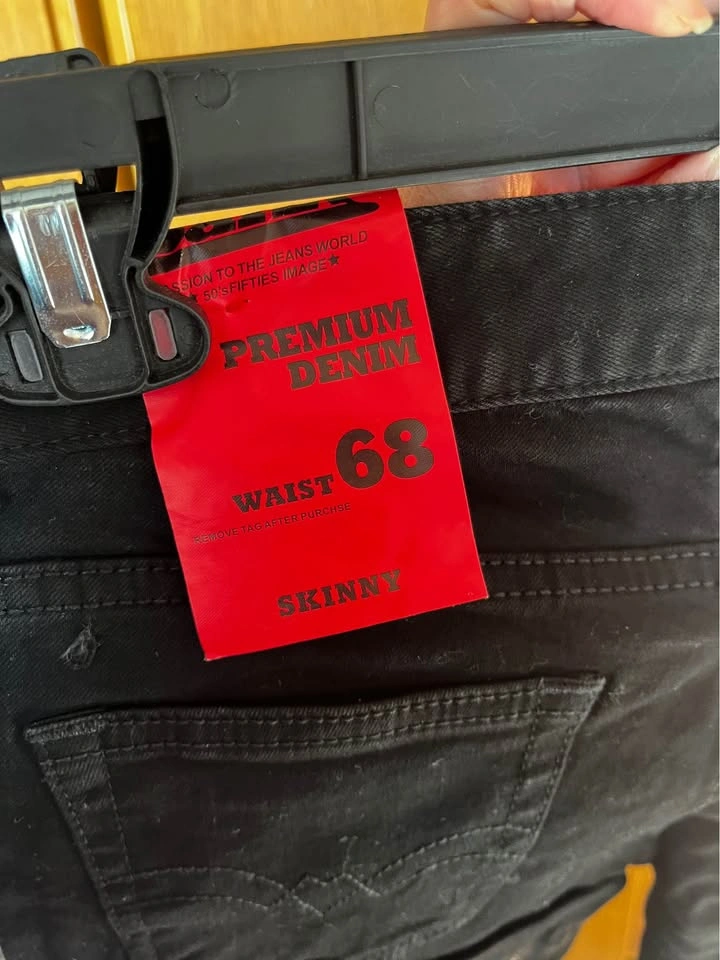 SSION TO THE JEANS WORLD
★ 50'sFIFTIES IMAGE★
PREMIUM
DENIM
WAIST 68
REMOVE TAG AFTER PURCHSE
SKINNY